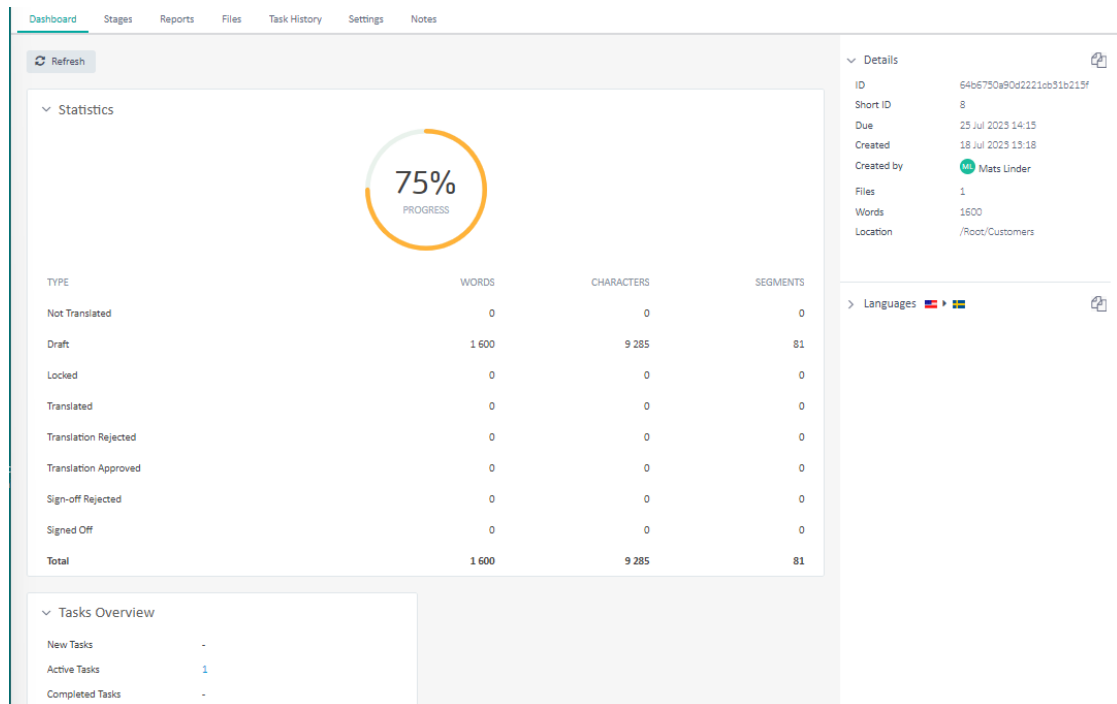 Dashboard Stages Reports Files Task History Settings Notes
Refresh
Statistics
75%
PROGRESS
TYPE WORDS CHARACTERS SEGMENTS
Not Translated 0 0 0
Draft 1 600 9 285 81
Locked 0 0 0
Translated 0 0 0
Translation Rejected 0 0 0
Translation Approved 0 0 0
Sign-off Rejected 0 0 0
Signed Off 0 0 0
Total 1 600 9 285 81
Tasks Overview
New Tasks -
Active Tasks 1
Completed Tasks -
Details
ID
Short ID 8
Due 25 Jul 2023 14:15
Created 18 Jul 2023 13:18
Created by ML Mats Linder
Files 1
Words 1600
Location /Root/Customers
Languages